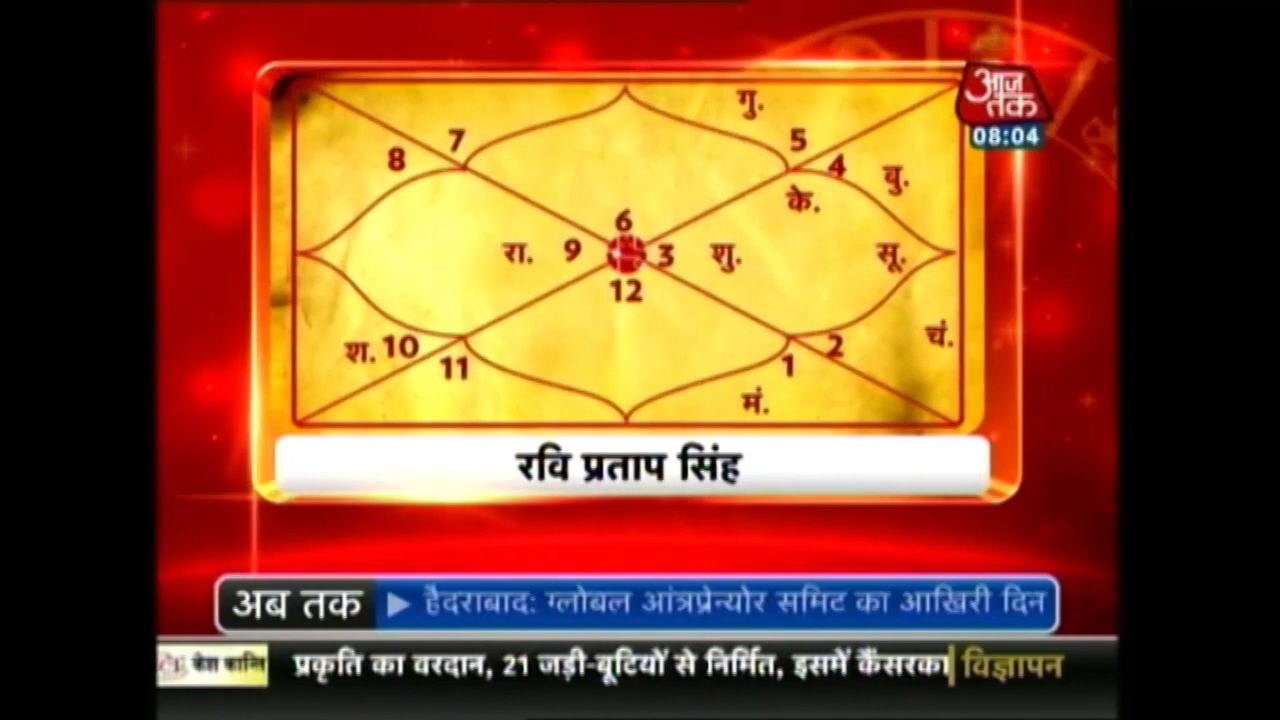 आज
तक
08:04
गु.
7
5
8
4
बु.
के.
6
रा.
9
3
शु.
सू.
12
श.
10
11
1
2
चं.
मं.
रवि प्रताप सिंह
अब तक
हैदराबाद: ग्लोबल आंत्रप्रेन्योर समिट का आखिरी दिन
केश कान्ति
प्रकृति का वरदान, 21 जड़ी-बूटियों से निर्मित, इसमें कैंसरका
विज्ञापन